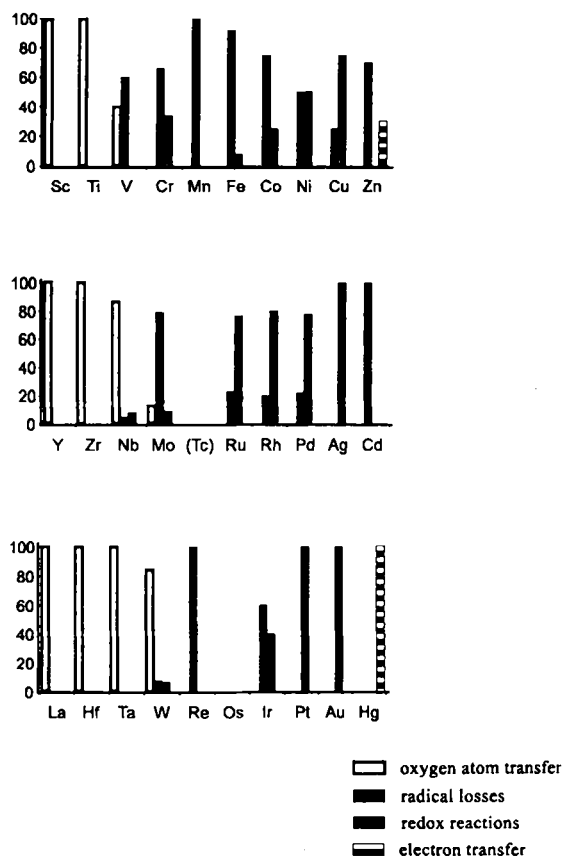 100
80
60
40
20
0
Sc Ti V Cr Mn Fe Co Ni Cu Zn
100
80
60
40
20
0
Y Zr Nb Mo (Tc) Ru Rh Pd Ag Cd
100
80
60
40
20
0
La Hf Ta W Re Os Ir Pt Au Hg
oxygen atom transfer
radical losses
redox reactions
electron transfer